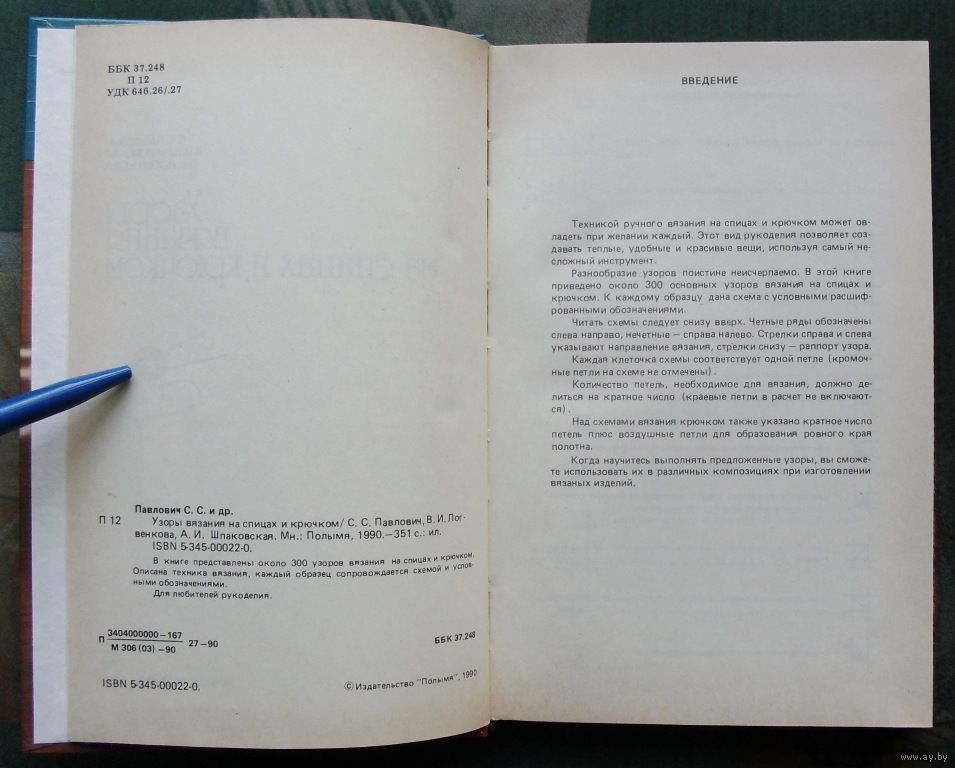 ББК 37.248
П 12
УДК 646.26/.27
Павлович С. С. и др.
П 12 Узоры вязания на спицах и крючком/ С. С. Павлович, В. И. Лог-
венкова, А. И. Шпаковская. Мн.: Полымя, 1990.—351 с.: ил.
ISBN 5-345-00022-0.
В книге представлены около 300 узоров вязания на спицах и крючком.
Описана техника вязания, каждый образец сопровождается схемой и услов-
ными обозначениями.
Для любителей рукоделия.
П 3404000000—167
М 306 (03) —90 27—90
ББК 37.248
ISBN 5-345-00022-0.
© Издательство "Полымя", 1990
ВВЕДЕНИЕ
Техникой ручного вязания на спицах и крючком может ов-
ладеть при желании каждый. Этот вид рукоделия позволяет соз-
давать теплые, удобные и красивые вещи, используя самый не-
сложный инструмент.
Разнообразие узоров поистине неисчерпаемо. В этой книге
приведено около 300 основных узоров вязания на спицах и
крючком. К каждому образцу дана схема с условными расшиф-
рованными обозначениями.
Читать схемы следует снизу вверх. Четные ряды обозначены
слева направо, нечетные — справа налево. Стрелки справа и слева
указывают направление вязания, стрелки снизу — раппорт узора.
Каждая клеточка схемы соответствует одной петле (кромоч-
ные петли на схеме не отмечены).
Количество петель, необходимое для вязания, должно де-
литься на кратное число (краевые петли в расчет не включают-
ся).
Над схемами вязания крючком также указано кратное число
петель плюс воздушные петли для образования ровного края
полотна.
Когда научитесь выполнять предложенные узоры, вы сможе-
те использовать их в различных композициях при изготовлении
вязаных изделий.
www.ay.by